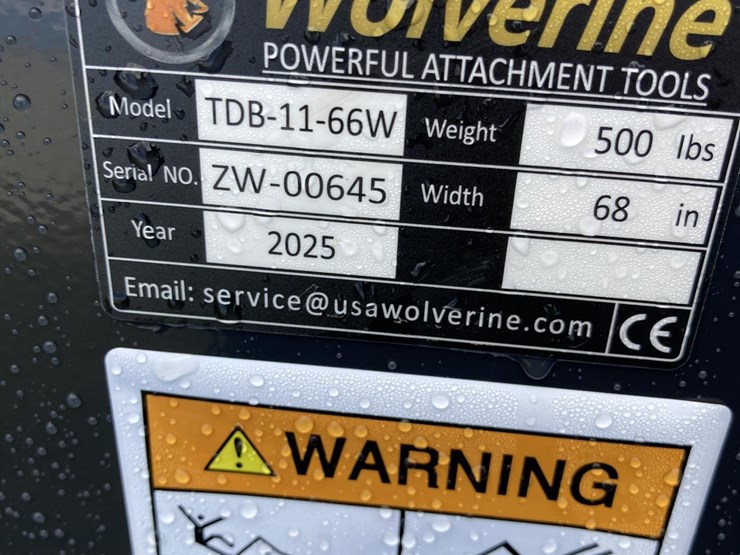 Wolverine
POWERFUL ATTACHMENT TOOLS
Model TDB-11-66W Weight 500 lbs
Serial NO. ZW-00645 Width 68 in
Year 2025
Email: service@usawolverine.com CE
WARNING